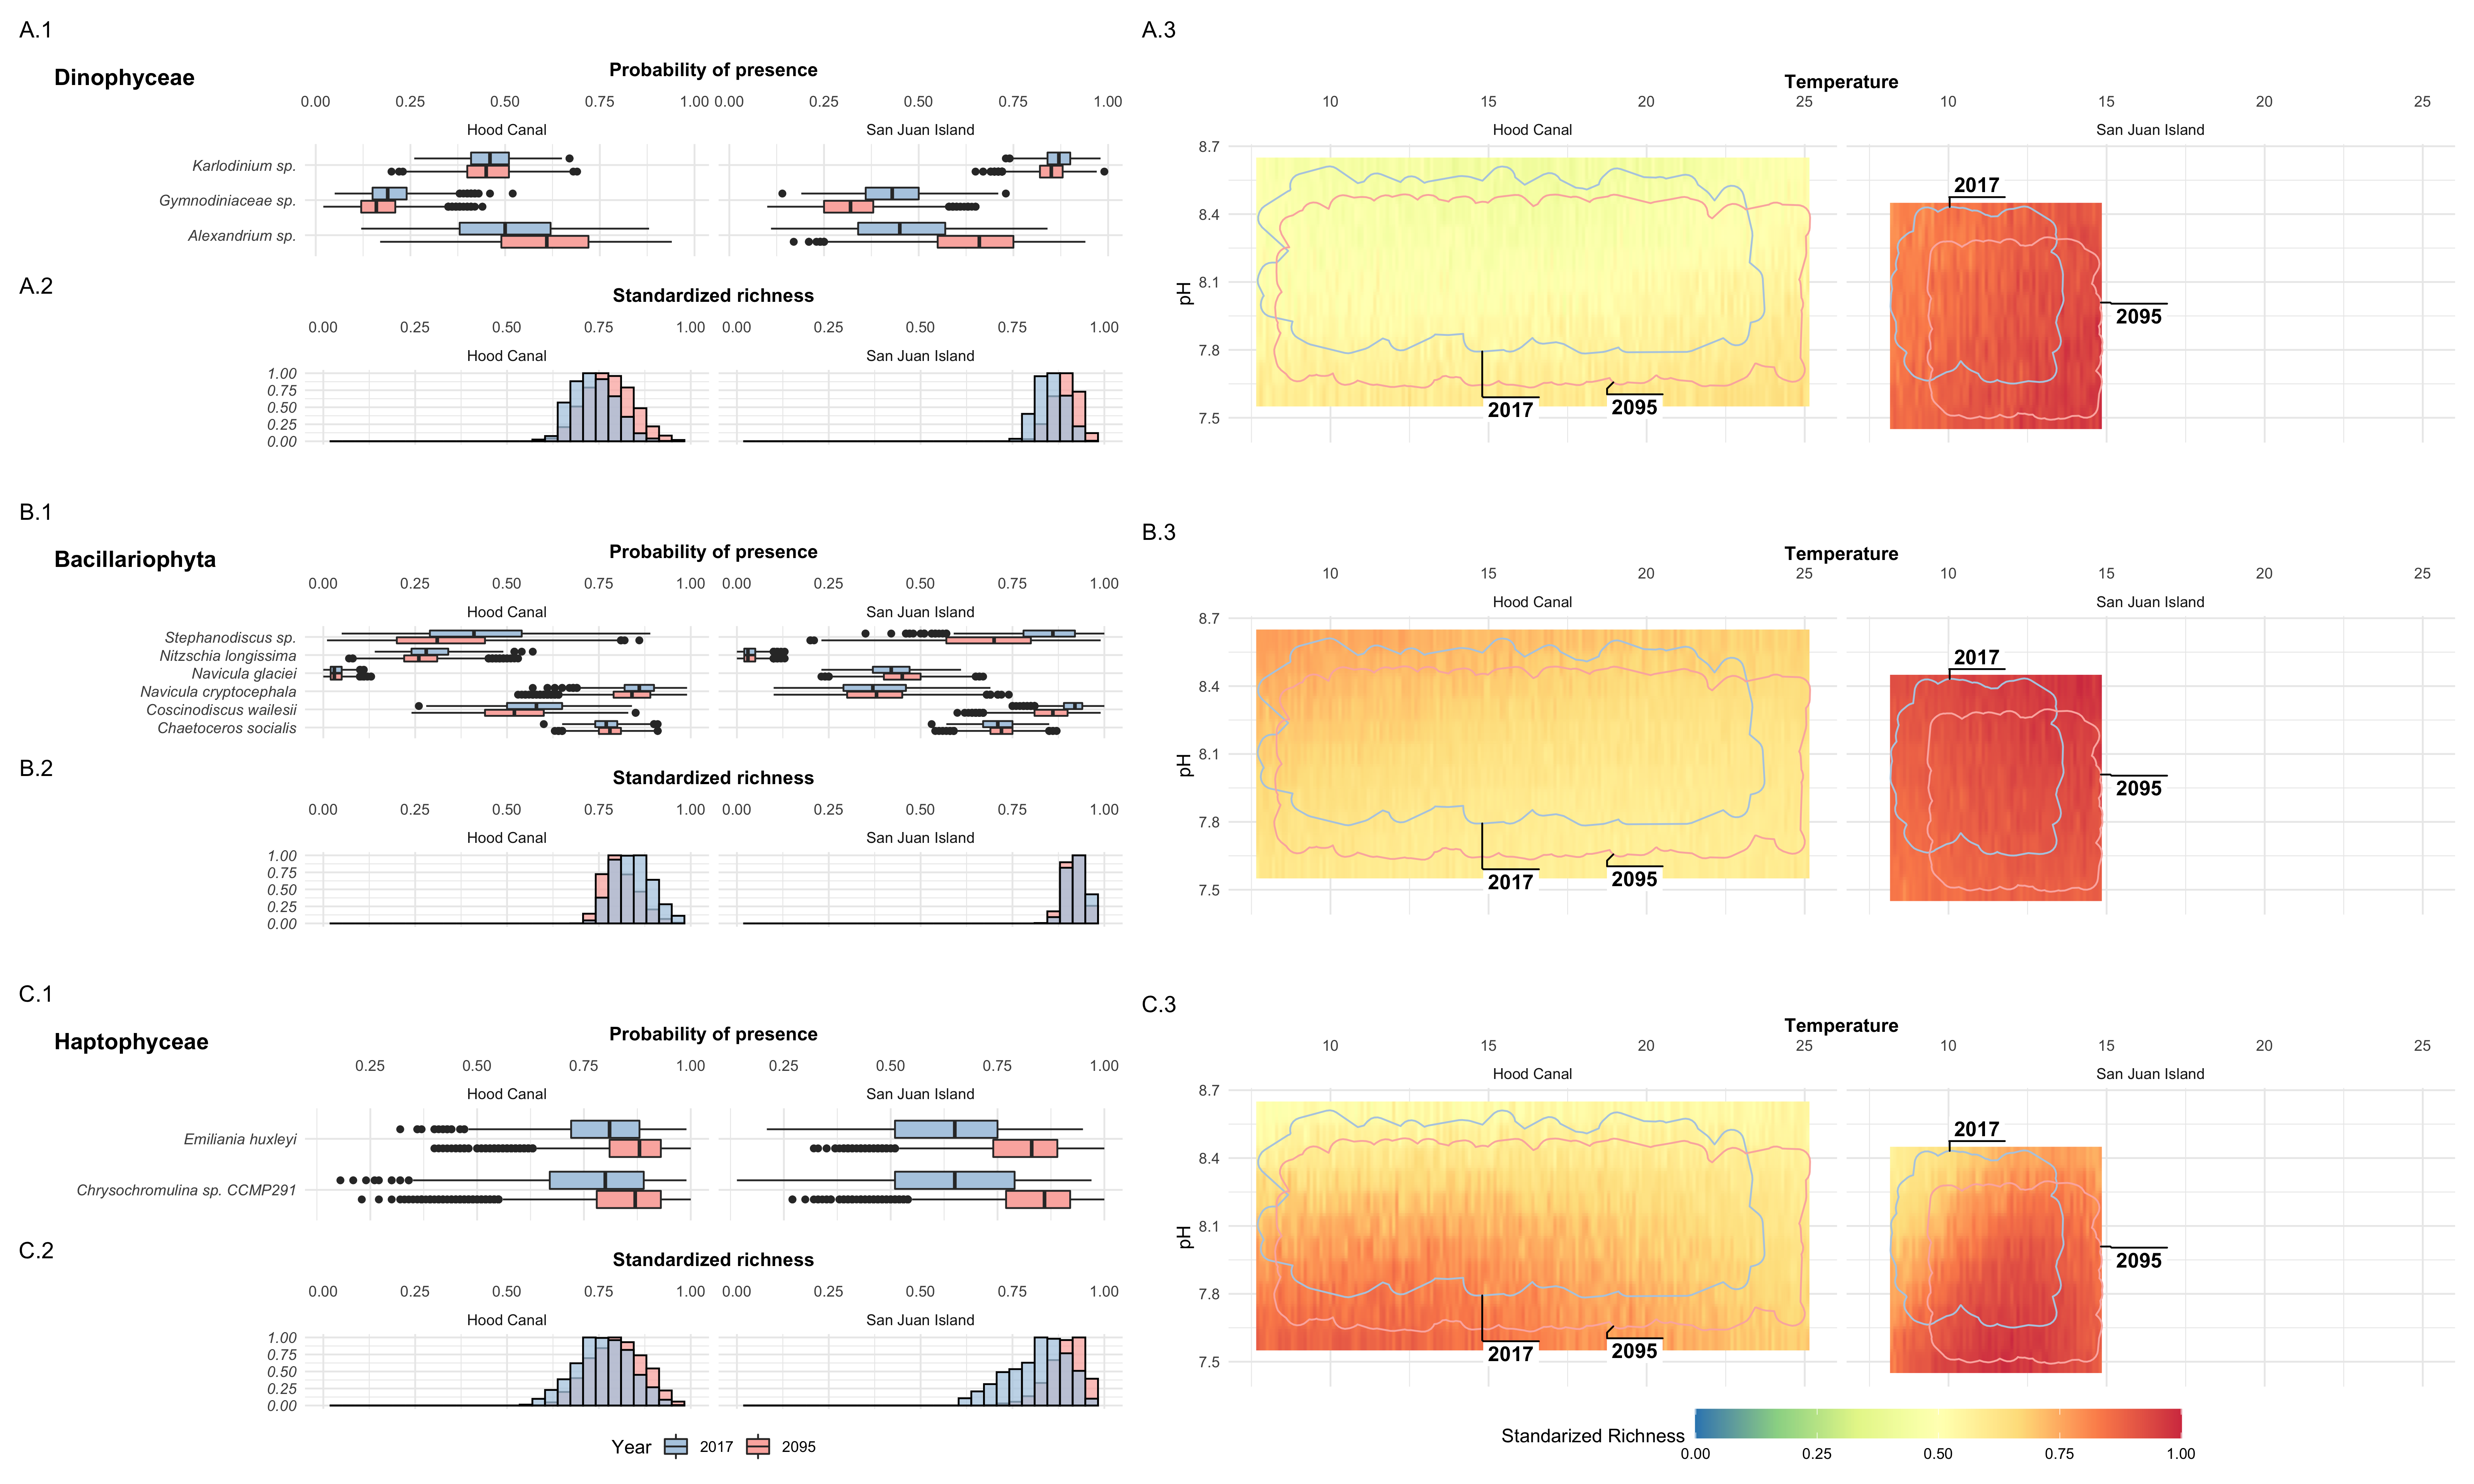 A.1
Dinophyceae
Probability of presence
0.00 0.25 0.50 0.75 1.00 0.00 0.25 0.50 0.75 1.00
Hood Canal San Juan Island
Karlodinium sp.
Gymnodiniaceae sp.
Alexandrium sp.
A.2
Standardized richness
0.00 0.25 0.50 0.75 1.00 0.00 0.25 0.50 0.75 1.00
Hood Canal San Juan Island
1.00
0.75
0.50
0.25
0.00
A.3
Temperature
10 15 20 25 10 15 20 25
Hood Canal San Juan Island
8.7
8.4
8.1
7.8
7.5
pH
2017
2095
2017
2095
B.1
Bacillariophyta
Probability of presence
0.00 0.25 0.50 0.75 1.00 0.00 0.25 0.50 0.75 1.00
Hood Canal San Juan Island
Stephanodiscus sp.
Nitzschia longissima
Navicula glaciei
Navicula cryptocephala
Coscinodiscus wailesii
Chaetoceros socialis
B.2
Standardized richness
0.00 0.25 0.50 0.75 1.00 0.00 0.25 0.50 0.75 1.00
Hood Canal San Juan Island
1.00
0.75
0.50
0.25
0.00
B.3
Temperature
10 15 20 25 10 15 20 25
Hood Canal San Juan Island
8.7
8.4
8.1
7.8
7.5
pH
2017
2095
2017
2095
C.1
Haptophyceae
Probability of presence
0.25 0.50 0.75 1.00 0.25 0.50 0.75 1.00
Hood Canal San Juan Island
Emiliania huxleyi
Chrysochromulina sp. CCMP291
C.2
Standardized richness
0.00 0.25 0.50 0.75 1.00 0.00 0.25 0.50 0.75 1.00
Hood Canal San Juan Island
1.00
0.75
0.50
0.25
0.00
Year 2017 2095
C.3
Temperature
10 15 20 25 10 15 20 25
Hood Canal San Juan Island
8.7
8.4
8.1
7.8
7.5
pH
2017
2095
2017
2095
Standarized Richness
0.00 0.25 0.50 0.75 1.00